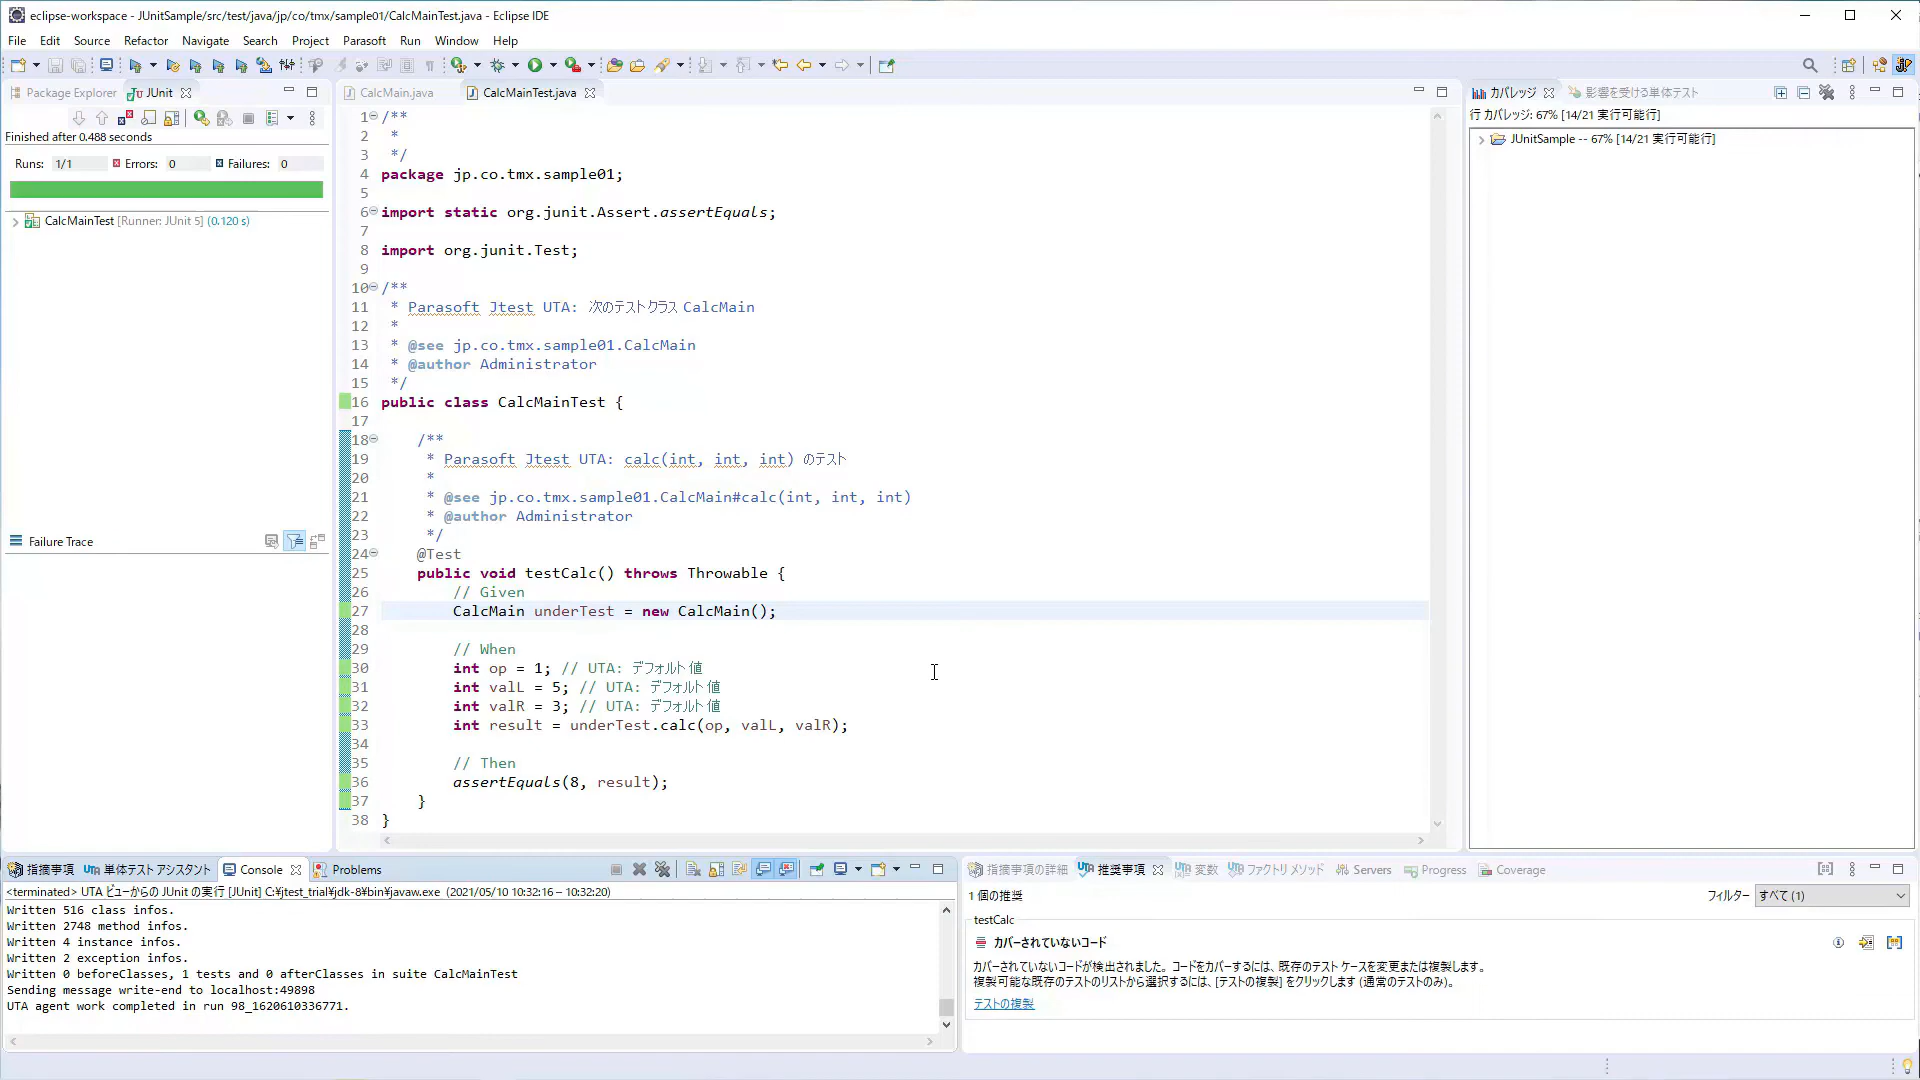 eclipse-workspace - JUnitSample/src/test/java/jp/co/tmx/sample01/CalcMainTest.java - Eclipse IDE
File Edit Source Refactor Navigate Search Project Parasoft Run Window Help
Package Explorer JUnit
Finished after 0.488 seconds
Runs: 1/1 Errors: 0 Failures: 0
CalcMainTest [Runner: JUnit 5] (0.120 s)
Failure Trace
CalcMain.java CalcMainTest.java
1 /**
2 *
3 */
4 package jp.co.tmx.sample01;
5
6 import static org.junit.Assert.assertEquals;
7
8 import org.junit.Test;
9
10 /**
11 * Parasoft Jtest UTA: 次のテストクラス CalcMain
12 *
13 * @see jp.co.tmx.sample01.CalcMain
14 * @author Administrator
15 */
16 public class CalcMainTest {
17
18 /**
19 * Parasoft Jtest UTA: calc(int, int, int) のテスト
20 *
21 * @see jp.co.tmx.sample01.CalcMain#calc(int, int, int)
22 * @author Administrator
23 */
24 @Test
25 public void testCalc() throws Throwable {
26 // Given
27 CalcMain underTest = new CalcMain();
28
29 // When
30 int op = 1; // UTA: デフォルト値
31 int valL = 5; // UTA: デフォルト値
32 int valR = 3; // UTA: デフォルト値
33 int result = underTest.calc(op, valL, valR);
34
35 // Then
36 assertEquals(8, result);
37 }
38 }
カバレッジ 影響を受ける単体テスト
行 カバレッジ: 67% [14/21 実行可能行]
JUnitSample -- 67% [14/21 実行可能行]
指摘事項 単体テスト アシスタント Console Problems
<terminated> UTA ビューからの JUnit の実行 [JUnit] C:¥jtest_trial¥jdk-8¥bin¥javaw.exe (2021/05/10 10:32:16 – 10:32:20)
Written 516 class infos.
Written 2748 method infos.
Written 4 instance infos.
Written 2 exception infos.
Written 0 beforeClasses, 1 tests and 0 afterClasses in suite CalcMainTest
Sending message write-end to localhost:49898
UTA agent work completed in run 98_1620610336771.
指摘事項の詳細 推奨事項 変数 ファクトリ メソッド Servers Progress Coverage
1 個の推奨 フィルター すべて (1)
testCalc
カバーされていないコード
カバーされていないコードが検出されました。コードをカバーするには、既存のテスト ケースを変更または複製します。
複製可能な既存のテストのリストから選択するには、[テストの複製] をクリックします (通常のテストのみ)。
テストの複製